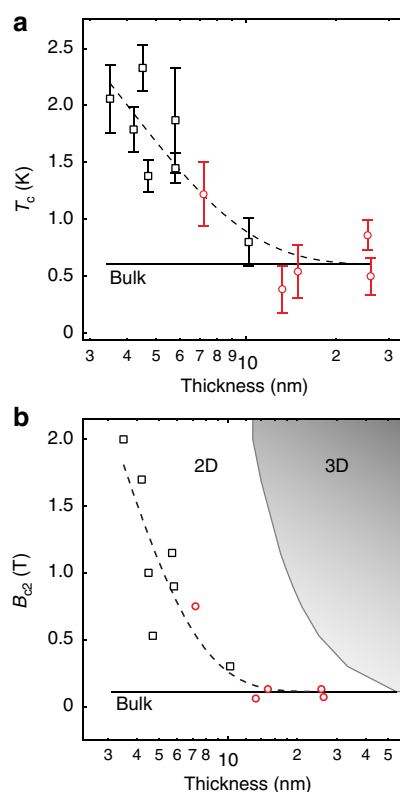 a
2.5
2.0
1.5
1.0
0.5
0
Tc (K)
Bulk
3 4 5 6 7 8 9 10 2 3
Thickness (nm)
b
2.0
1.5
1.0
0.5
0
Bc2 (T)
2D 3D
Bulk
3 4 5 6 7 8 10 2 3 4 5
Thickness (nm)